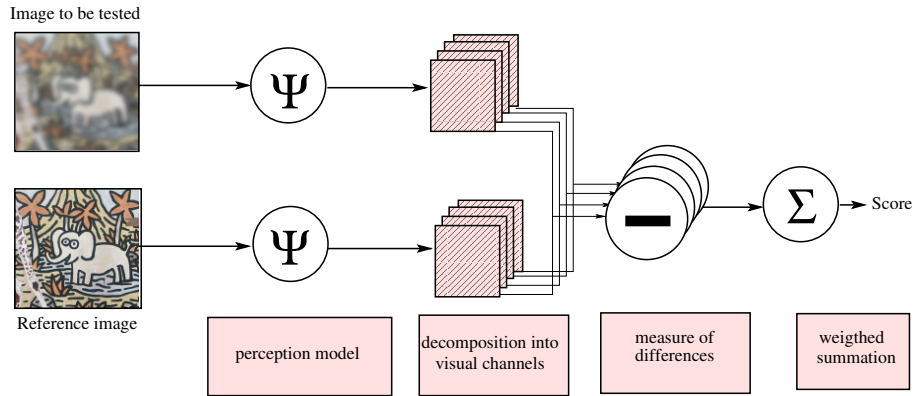 Image to be tested
Ψ
Ψ
Σ
Score
Reference image
perception model
decomposition into
visual channels
measure of
differences
weigthed
summation